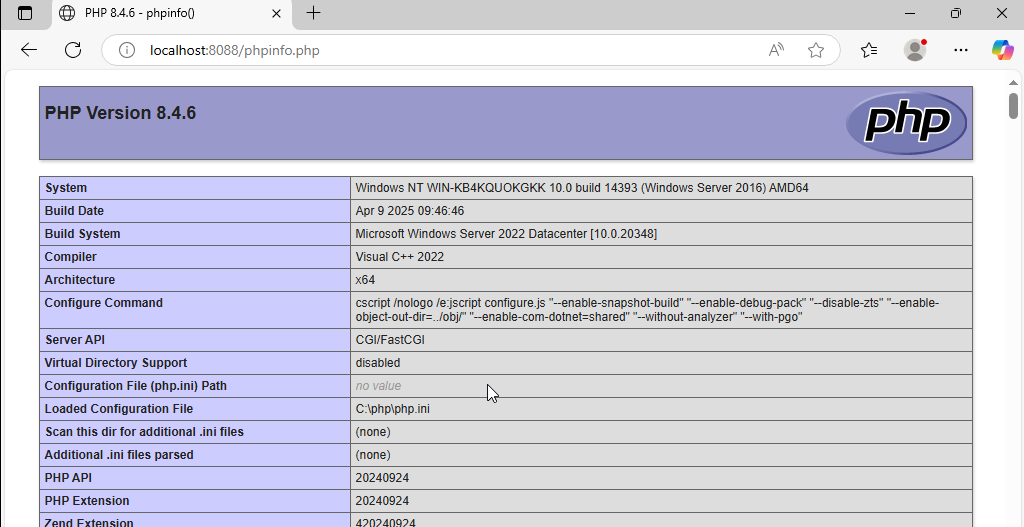 PHP 8.4.6 - phpinfo()
localhost:8088/phpinfo.php
PHP Version 8.4.6
php
System Windows NT WIN-KB4KQUOKGKK 10.0 build 14393 (Windows Server 2016) AMD64
Build Date Apr 9 2025 09:46:46
Build System Microsoft Windows Server 2022 Datacenter [10.0.20348]
Compiler Visual C++ 2022
Architecture x64
Configure Command cscript /nologo /e:jscript configure.js "--enable-snapshot-build" "--enable-debug-pack" "--disable-zts" "--enable-
object-out-dir=../obj/" "--enable-com-dotnet=shared" "--without-analyzer" "--with-pgo"
Server API CGI/FastCGI
Virtual Directory Support disabled
Configuration File (php.ini) Path no value
Loaded Configuration File C:\php\php.ini
Scan this dir for additional .ini files (none)
Additional .ini files parsed (none)
PHP API 20240924
PHP Extension 20240924
Zend Extension 420240924